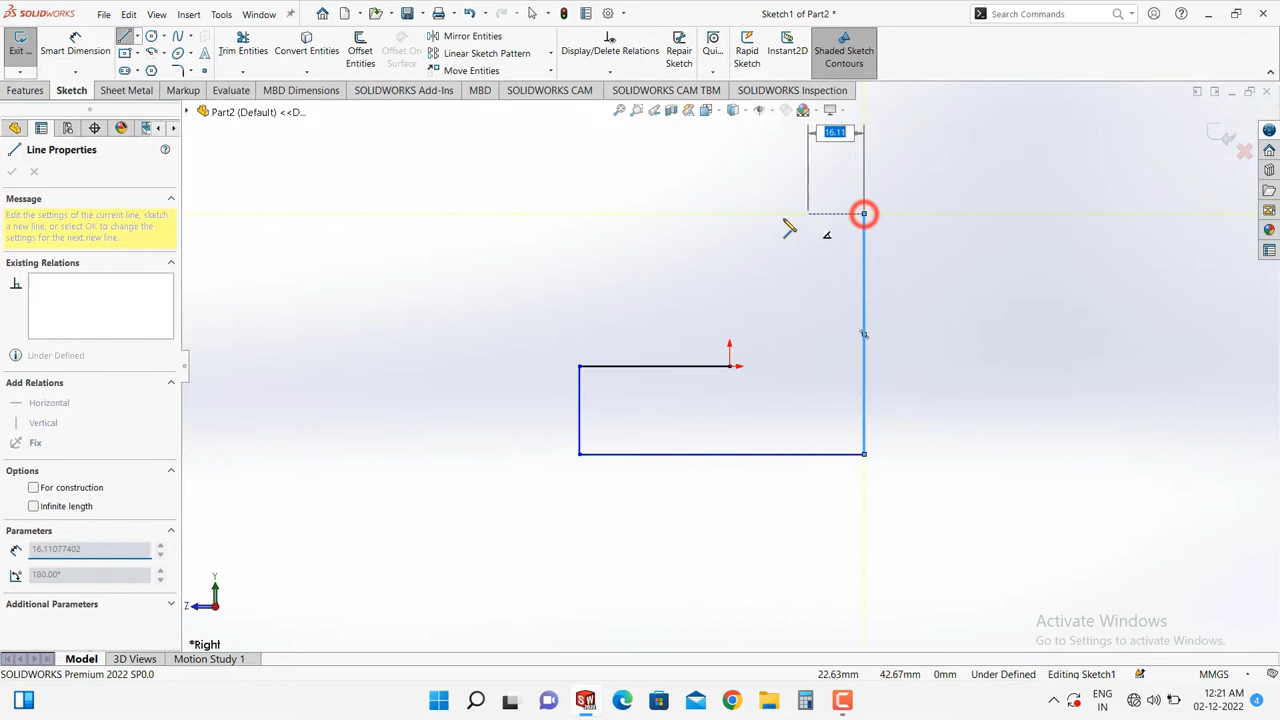 SOLIDWORKS File Edit View Insert Tools Window Sketch1 of Part2 * Search Commands
Exit ... Smart Dimension Trim Entities Convert Entities Offset Entities Offset On Surface Mirror Entities Linear Sketch Pattern Move Entities Display/Delete Relations Repair Sketch Qui... Rapid Sketch Instant2D Shaded Sketch Contours
Features Sketch Sheet Metal Markup Evaluate MBD Dimensions SOLIDWORKS Add-Ins MBD SOLIDWORKS CAM SOLIDWORKS CAM TBM SOLIDWORKS Inspection
Part2 (Default) <<D...
16.11
Line Properties
Message
Edit the settings of the current line, sketch
a new line, or select OK to change the
settings for the next new line.
Existing Relations
Under Defined
Add Relations
Horizontal
Vertical
Fix
Options
For construction
Infinite length
Parameters
16.11077402
180.00°
Additional Parameters
Y
Z
*Right
Activate Windows
Go to Settings to activate Windows.
Model 3D Views Motion Study 1
SOLIDWORKS Premium 2022 SP0.0 22.63mm 42.67mm 0mm Under Defined Editing Sketch1 MMGS
ENG
IN
12:21 AM
02-12-2022
4